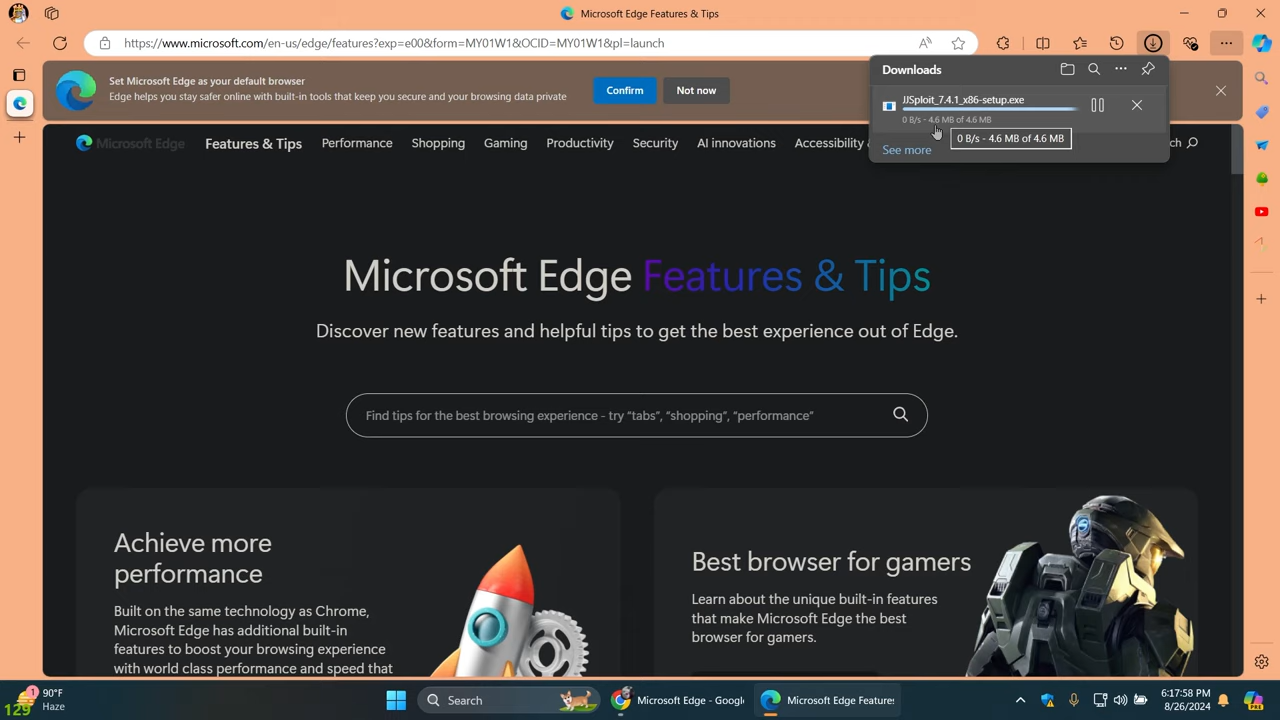 Microsoft Edge Features & Tips
https://www.microsoft.com/en-us/edge/features?exp=e00&form=MY01W1&OCID=MY01W1&pl=launch
Set Microsoft Edge as your default browser
Edge helps you stay safer online with built-in tools that keep you secure and your browsing data private
Confirm
Not now
Downloads
JJSploit_7.4.1_x86-setup.exe
0 B/s - 4.6 MB of 4.6 MB
0 B/s - 4.6 MB of 4.6 MB
See more
Microsoft Edge
Features & Tips
Performance
Shopping
Gaming
Productivity
Security
AI innovations
Accessibility
ch
Microsoft Edge Features & Tips
Discover new features and helpful tips to get the best experience out of Edge.
Find tips for the best browsing experience - try "tabs", "shopping", "performance"
Achieve more
performance
Built on the same technology as Chrome,
Microsoft Edge has additional built-in
features to boost your browsing experience
with world class performance and speed that
Best browser for gamers
Learn about the unique built-in features
that make Microsoft Edge the best
browser for gamers.
1
129
90°F
Haze
Search
Microsoft Edge - Googl
Microsoft Edge Feature
6:17:58 PM
8/26/2024